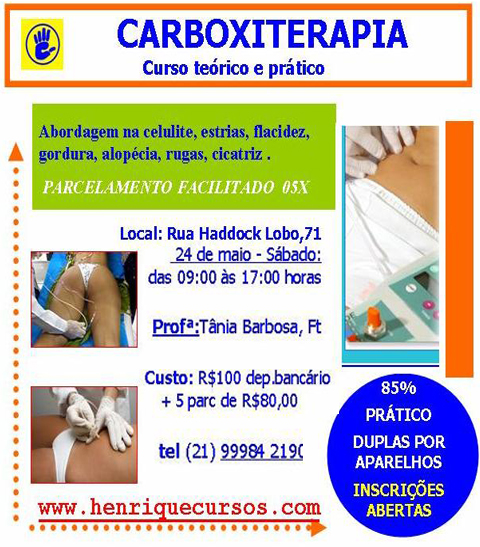 CARBOXITERAPIA
Curso teórico e prático
Abordagem na celulite, estrias, flacidez,
gordura, alopécia, rugas, cicatriz .
PARCELAMENTO FACILITADO 05X
Local: Rua Haddock Lobo,71
24 de maio - Sábado:
das 09:00 às 17:00 horas
Profª:Tânia Barbosa, Ft
Custo: R$100 dep.bancário
+ 5 parc de R$80,00
tel (21) 99984 2190
www.henriquecursos.com
85%
PRÁTICO
DUPLAS POR
APARELHOS
INSCRIÇÕES
ABERTAS